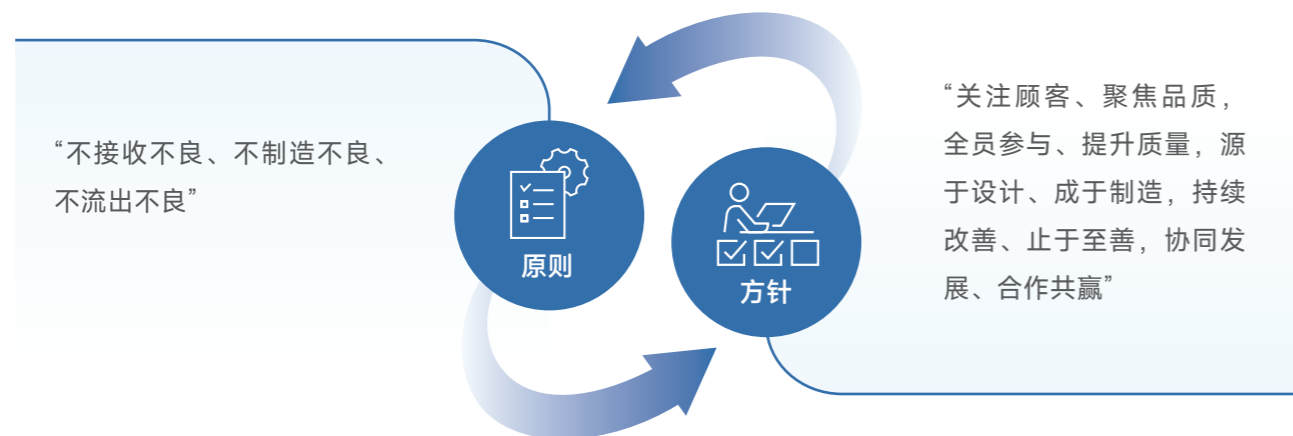 “不接收不良、不制造不良、
不流出不良”
原则
方针
“关注顾客、聚焦品质，
全员参与、提升质量，源
于设计、成于制造，持续
改善、止于至善，协同发
展、合作共赢”